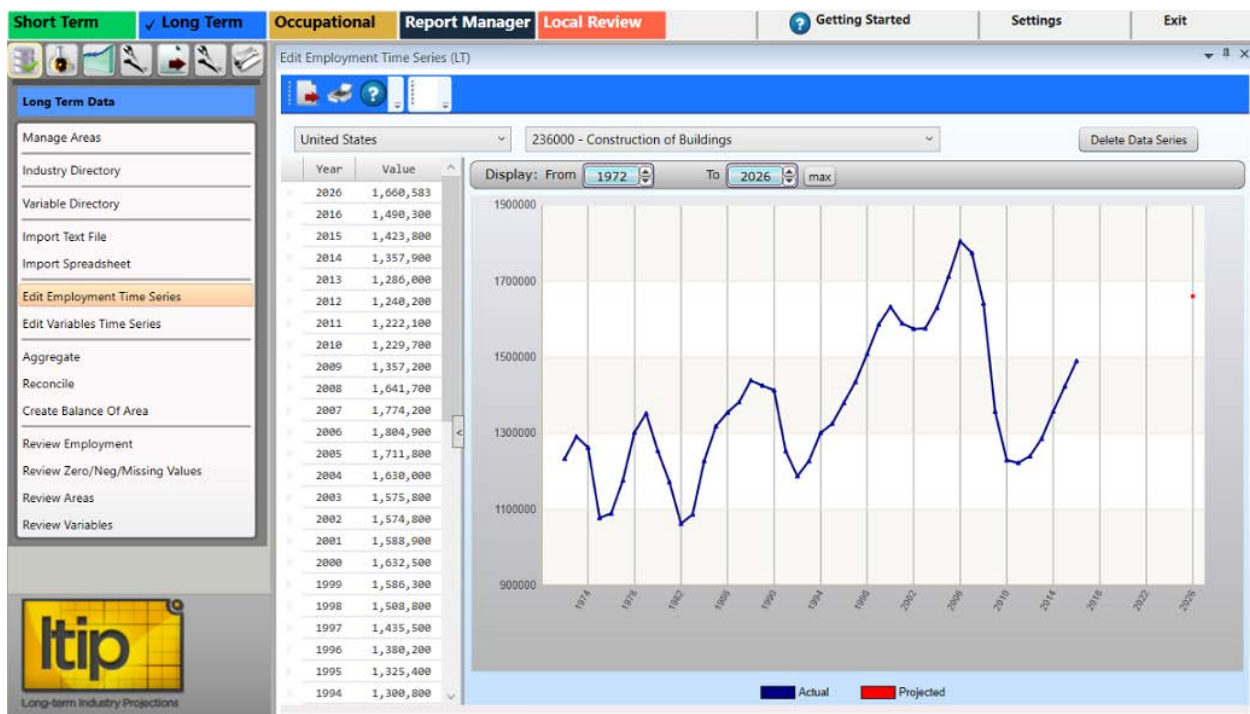 Short Term ✓ Long Term Occupational Report Manager Local Review ? Getting Started Settings Exit
Edit Employment Time Series (LT)
Long Term Data
Manage Areas
Industry Directory
Variable Directory
Import Text File
Import Spreadsheet
Edit Employment Time Series
Edit Variables Time Series
Aggregate
Reconcile
Create Balance Of Area
Review Employment
Review Zero/Neg/Missing Values
Review Areas
Review Variables
ltip
Long-term Industry Projections
?
United States 236000 - Construction of Buildings Delete Data Series
Year Value
2026 1,660,583
2016 1,490,300
2015 1,423,800
2014 1,357,900
2013 1,286,000
2012 1,240,200
2011 1,222,100
2010 1,229,700
2009 1,357,200
2008 1,641,700
2007 1,774,200
2006 1,804,900
2005 1,711,800
2004 1,630,000
2003 1,575,800
2002 1,574,800
2001 1,588,900
2000 1,632,500
1999 1,586,300
1998 1,508,800
1997 1,435,500
1996 1,380,200
1995 1,325,400
1994 1,300,800
<
Display: From 1972 To 2026 max
1900000
1700000
1500000
1300000
1100000
900000
1974 1978 1982 1986 1990 1994 1998 2002 2006 2010 2014 2018 2022 2026
Actual Projected